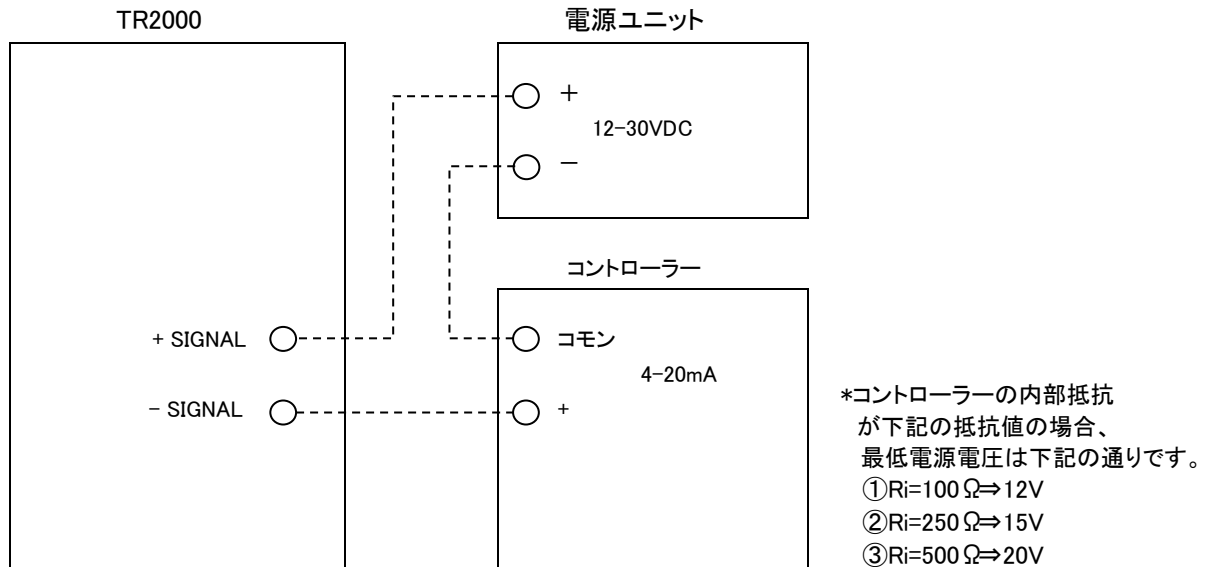 TR2000
電源ユニット
+
12-30VDC
-
コントローラー
+ SIGNAL
コモン
4-20mA
- SIGNAL
+
*コントローラーの内部抵抗
が下記の抵抗値の場合、
最低電源電圧は下記の通りです。
①Ri=100Ω⇒12V
②Ri=250Ω⇒15V
③Ri=500Ω⇒20V